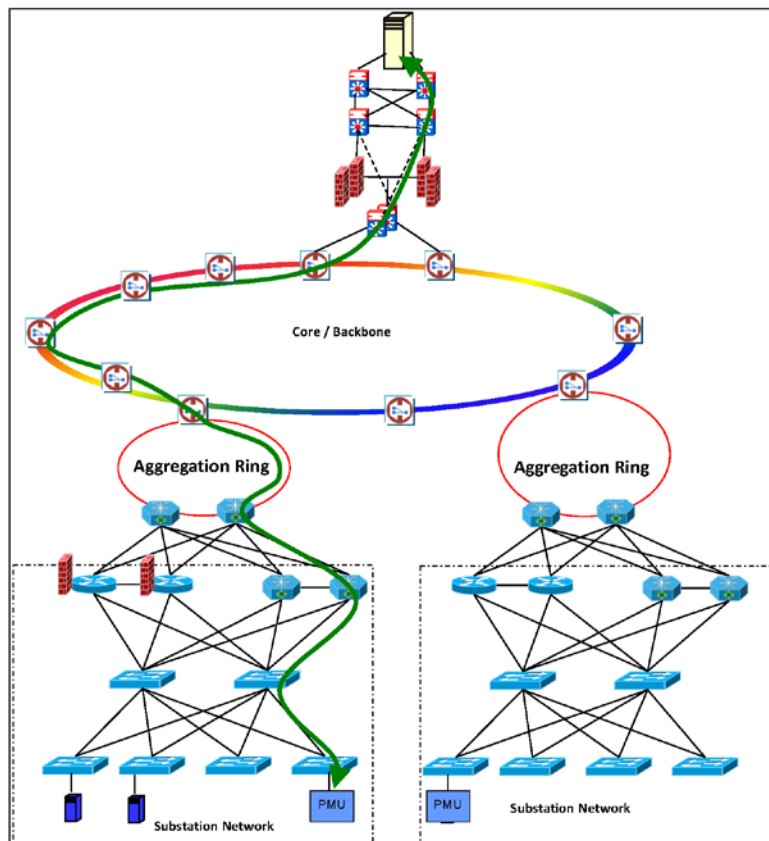 Core / Backbone
Aggregation Ring
Aggregation Ring
PMU
PMU
Substation Network
Substation Network